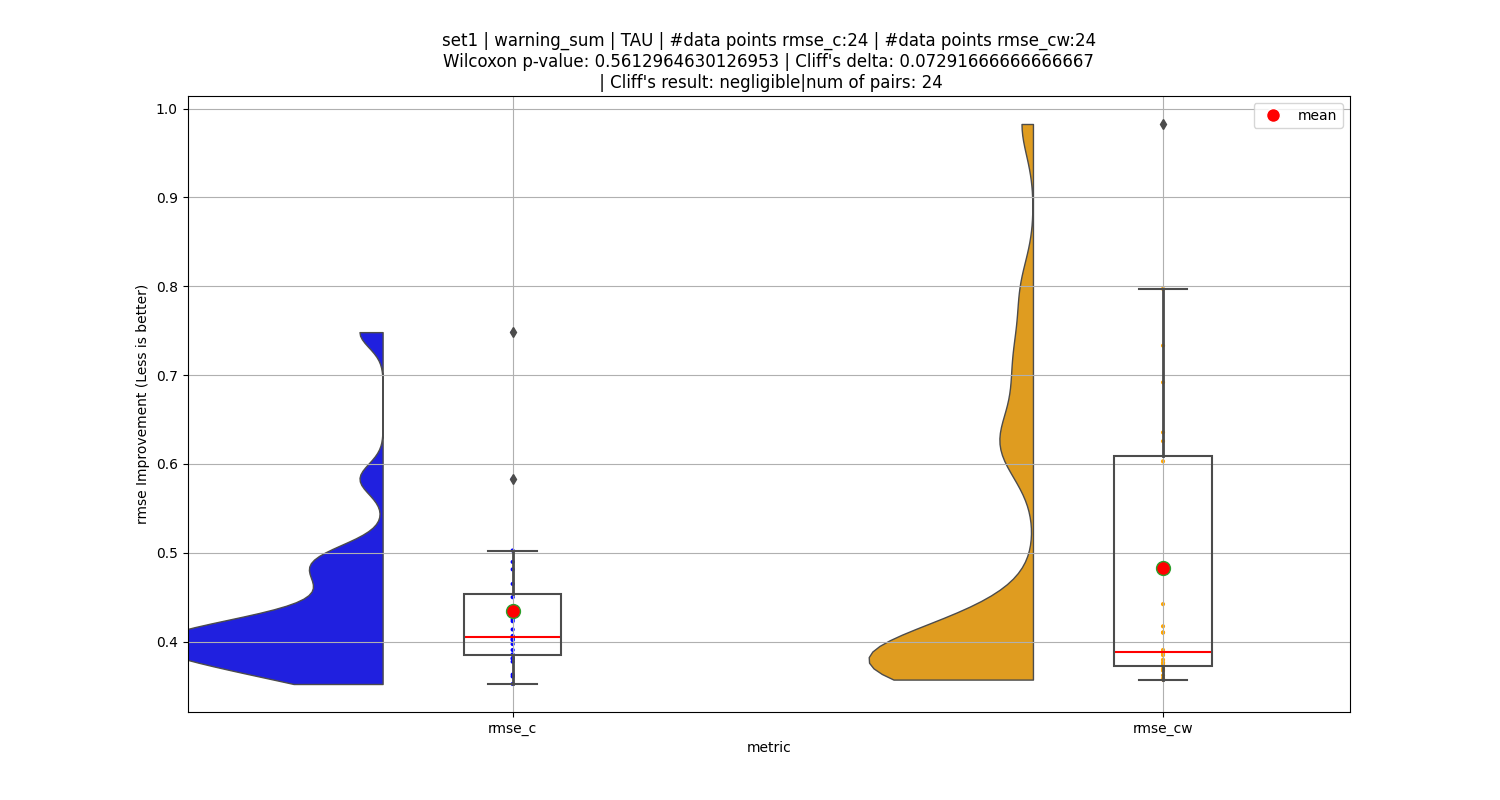 set1 | warning_sum | TAU | #data points rmse_c:24 | #data points rmse_cw:24
Wilcoxon p-value: 0.5612964630126953 | Cliff's delta: 0.07291666666666667
| Cliff's result: negligible|num of pairs: 24
mean
1.0
0.9
0.8
0.7
0.6
0.5
0.4
rmse Improvement (Less is better)
rmse_c
rmse_cw
metric